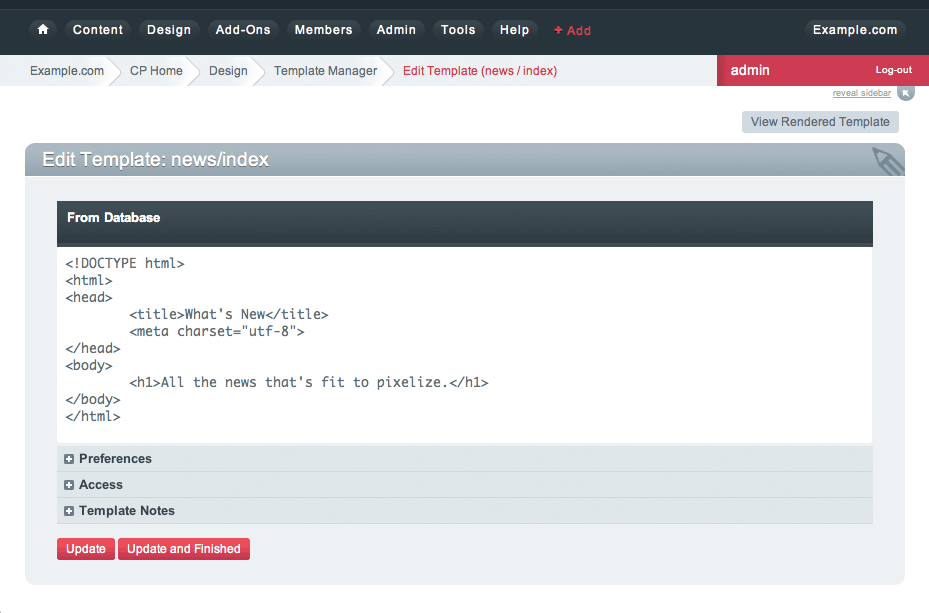 Content Design Add-Ons Members Admin Tools Help + Add Example.com
Example.com CP Home Design Template Manager Edit Template (news / index) admin Log-out
reveal sidebar
View Rendered Template
Edit Template: news/index
From Database
<!DOCTYPE html>
<html>
<head>
        <title>What's New</title>
        <meta charset="utf-8">
</head>
<body>
        <h1>All the news that's fit to pixelize.</h1>
</body>
</html>
Preferences
Access
Template Notes
Update Update and Finished